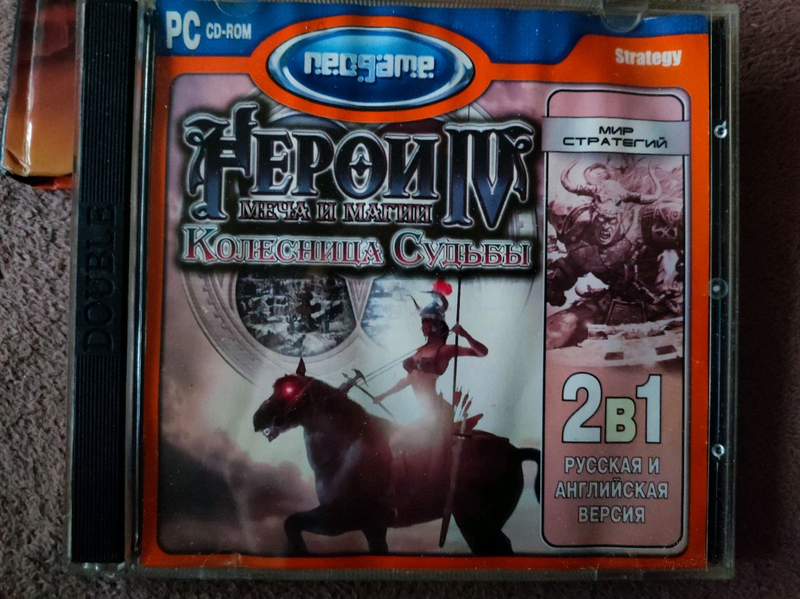 PC CD-ROM
neogame
Strategy
ГЕРОИ IV
МЕЧА И МАГИИ
КОЛЕСНИЦА СУДЬБЫ
МИР
СТРАТЕГИЙ
2в1
РУССКАЯ И
АНГЛИЙСКАЯ
ВЕРСИЯ
DOUBLE